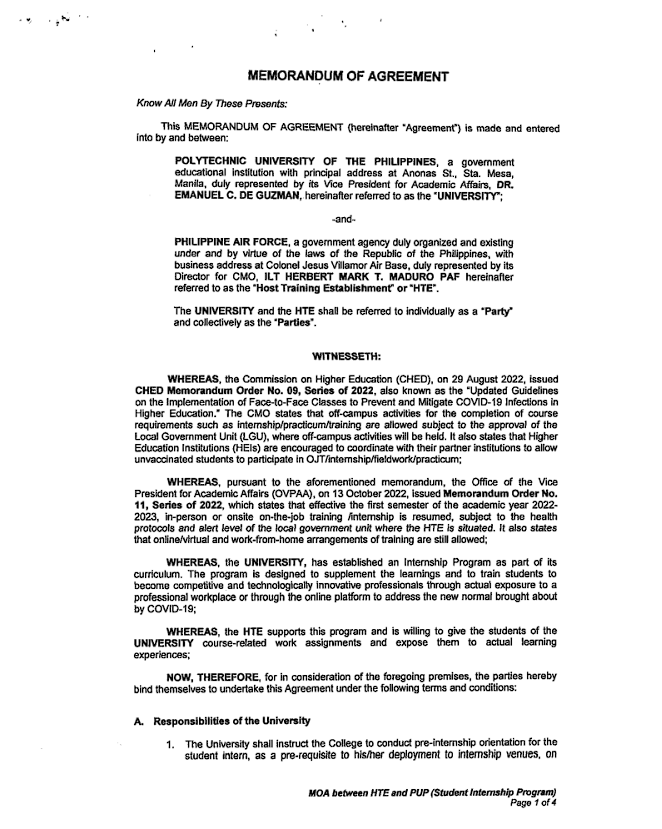 MEMORANDUM OF AGREEMENT
Know All Men By These Presents:
This MEMORANDUM OF AGREEMENT (hereinafter "Agreement") is made and entered
into by and between:
POLYTECHNIC UNIVERSITY OF THE PHILIPPINES, a government
educational institution with principal address at Anonas St., Sta. Mesa,
Manila, duly represented by its Vice President for Academic Affairs, DR.
EMANUEL C. DE GUZMAN, hereinafter referred to as the "UNIVERSITY";
-and-
PHILIPPINE AIR FORCE, a government agency duly organized and existing
under and by virtue of the laws of the Republic of the Philippines, with
business address at Colonel Jesus Villamor Air Base, duly represented by its
Director for CMO, ILT HERBERT MARK T. MADURO PAF hereinafter
referred to as the "Host Training Establishment" or "HTE".
The UNIVERSITY and the HTE shall be referred to individually as a "Party"
and collectively as the "Parties".
WITNESSETH:
WHEREAS, the Commission on Higher Education (CHED), on 29 August 2022, issued
CHED Memorandum Order No. 09, Series of 2022, also known as the "Updated Guidelines
on the Implementation of Face-to-Face Classes to Prevent and Mitigate COVID-19 Infections in
Higher Education." The CMO states that off-campus activities for the completion of course
requirements such as internship/practicum/training are allowed subject to the approval of the
Local Government Unit (LGU), where off-campus activities will be held. It also states that Higher
Education Institutions (HEIs) are encouraged to coordinate with their partner institutions to allow
unvaccinated students to participate in OJT/internship/fieldwork/practicum;
WHEREAS, pursuant to the aforementioned memorandum, the Office of the Vice
President for Academic Affairs (OVPAA), on 13 October 2022, issued Memorandum Order No.
11, Series of 2022, which states that effective the first semester of the academic year 2022-
2023, in-person or onsite on-the-job training /internship is resumed, subject to the health
protocols and alert level of the local government unit where the HTE is situated. It also states
that online/virtual and work-from-home arrangements of training are still allowed;
WHEREAS, the UNIVERSITY, has established an Internship Program as part of its
curriculum. The program is designed to supplement the learnings and to train students to
become competitive and technologically innovative professionals through actual exposure to a
professional workplace or through the online platform to address the new normal brought about
by COVID-19;
WHEREAS, the HTE supports this program and is willing to give the students of the
UNIVERSITY course-related work assignments and expose them to actual learning
experiences;
NOW, THEREFORE, for in consideration of the foregoing premises, the parties hereby
bind themselves to undertake this Agreement under the following terms and conditions:
A. Responsibilities of the University
1. The University shall instruct the College to conduct pre-internship orientation for the
student intern, as a pre-requisite to his/her deployment to internship venues, on
MOA between HTE and PUP (Student Internship Program)
Page 1 of 4